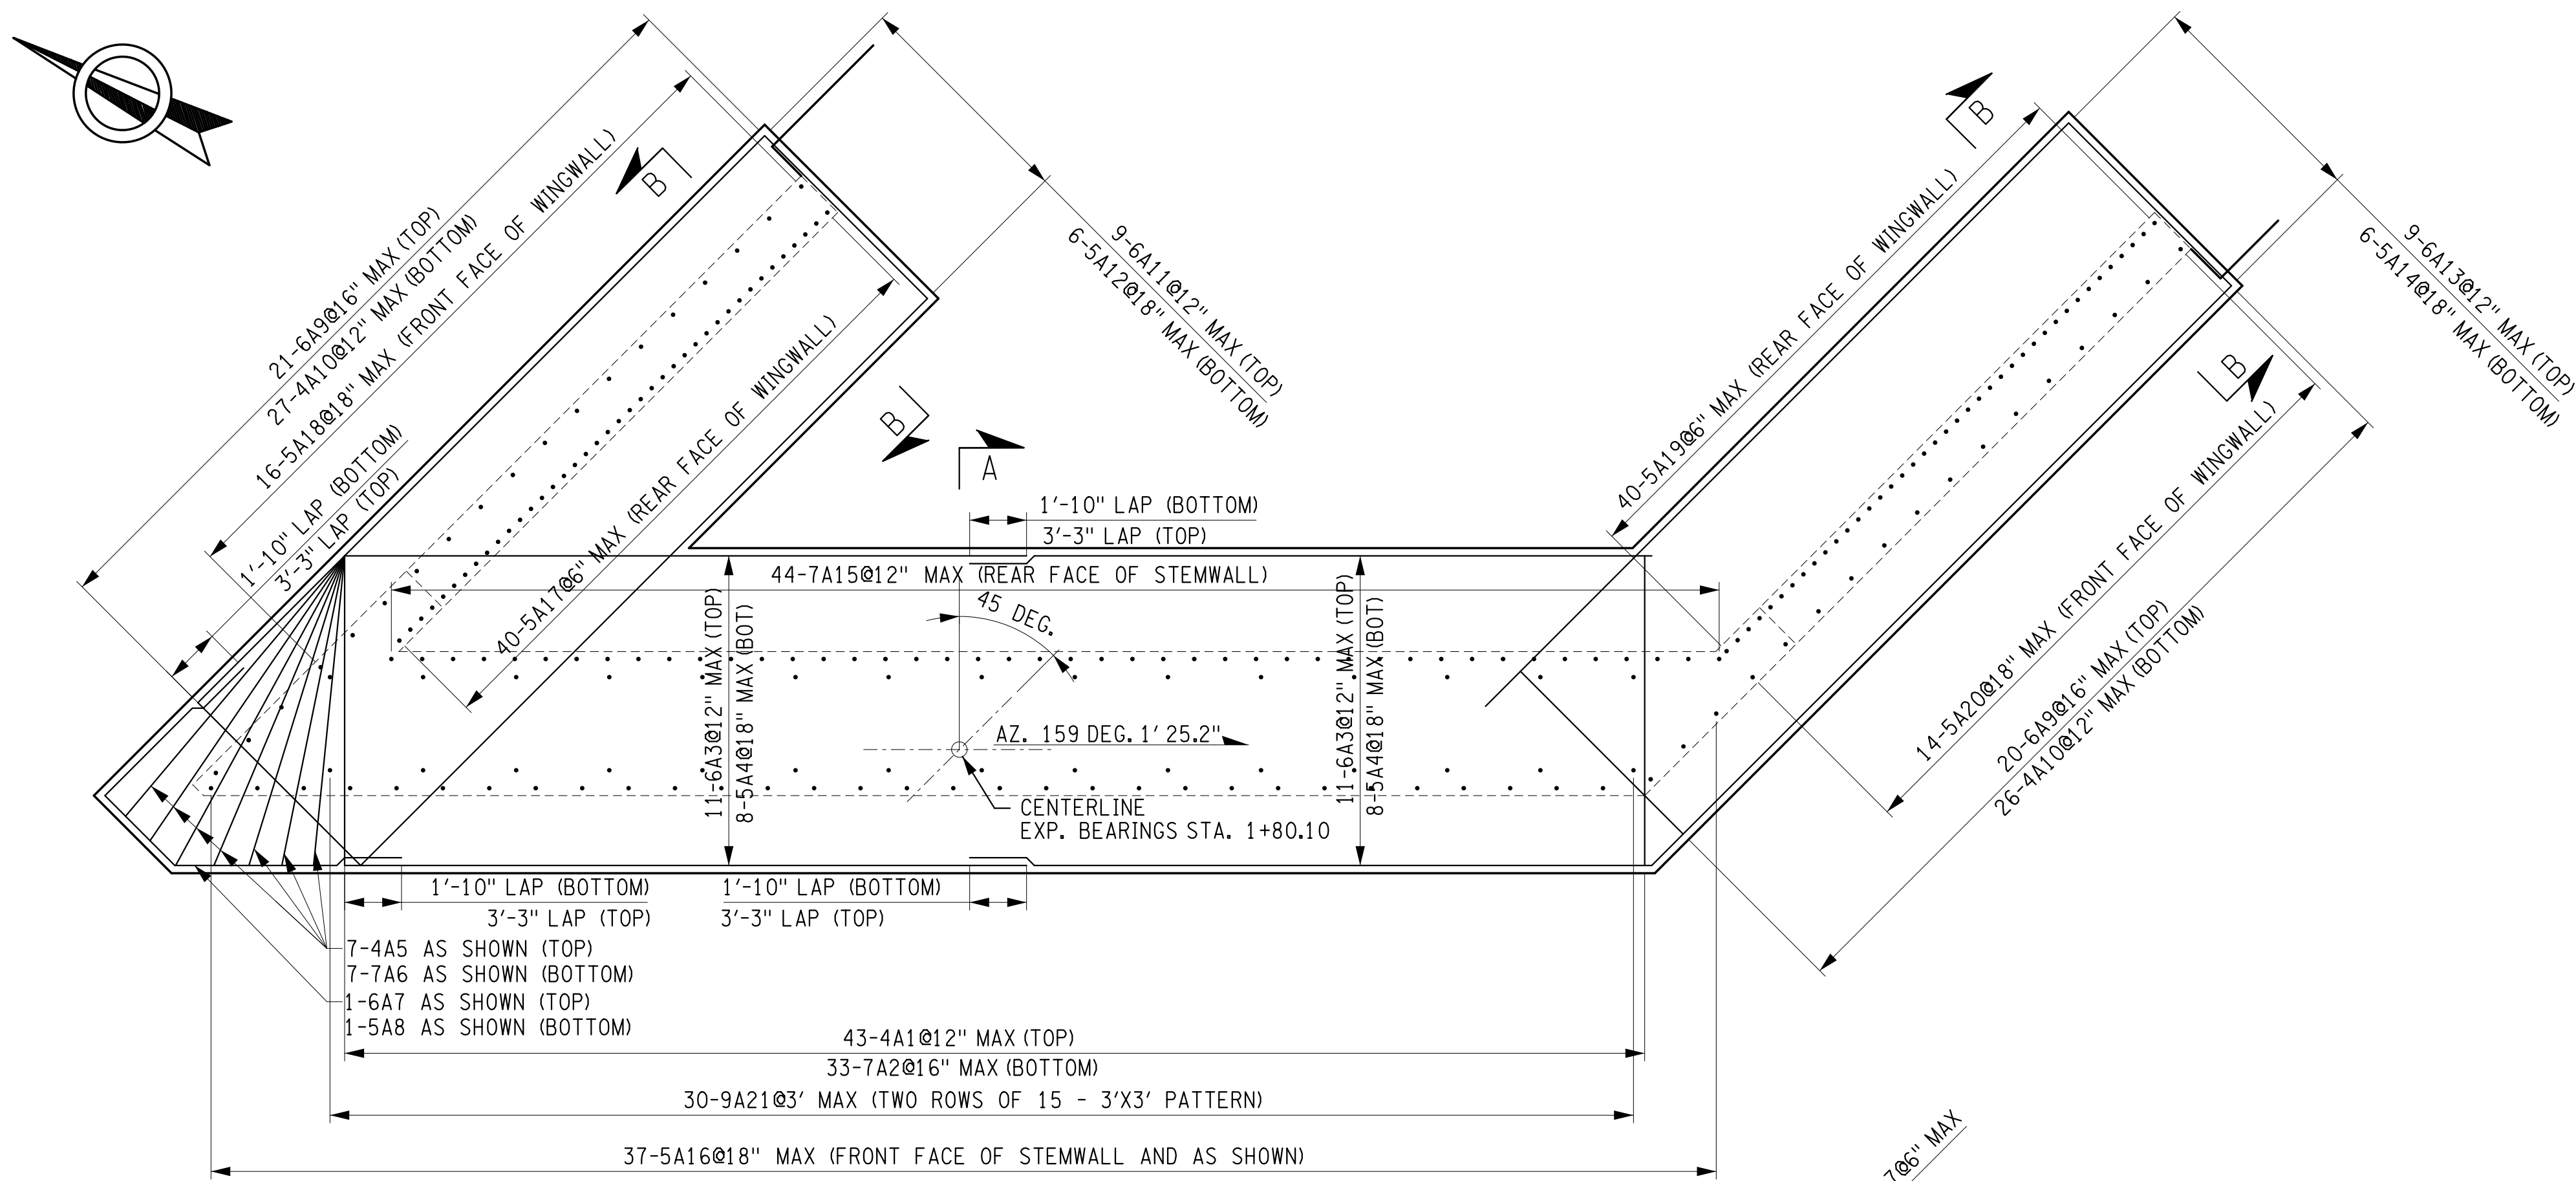 21-6A9@16" MAX (TOP)
27-4A10@12" MAX (BOTTOM)
16-5A18@18" MAX (FRONT FACE OF WINGWALL)
1'-10" LAP (BOTTOM)
3'-3" LAP (TOP)
B
B
40-5A17@6" MAX (REAR FACE OF WINGWALL)
9-6A11@12" MAX (TOP)
6-5A12@18" MAX (BOTTOM)
A
1'-10" LAP (BOTTOM)
3'-3" LAP (TOP)
B
40-5A19@6" MAX (REAR FACE OF WINGWALL)
9-6A13@12" MAX (TOP)
6-5A14@18" MAX (BOTTOM)
B
14-5A20@18" MAX (FRONT FACE OF WINGWALL)
20-6A9@16" MAX (TOP)
26-4A10@12" MAX (BOTTOM)
44-7A15@12" MAX (REAR FACE OF STEMWALL)
45 DEG.
11-6A3@12" MAX (TOP)
8-5A4@18" MAX (BOT)
11-6A3@12" MAX (TOP)
8-5A4@18" MAX (BOT)
AZ. 159 DEG. 1' 25.2"
CENTERLINE
EXP. BEARINGS STA. 1+80.10
1'-10" LAP (BOTTOM)
3'-3" LAP (TOP)
1'-10" LAP (BOTTOM)
3'-3" LAP (TOP)
7-4A5 AS SHOWN (TOP)
7-7A6 AS SHOWN (BOTTOM)
1-6A7 AS SHOWN (TOP)
1-5A8 AS SHOWN (BOTTOM)
43-4A1@12" MAX (TOP)
33-7A2@16" MAX (BOTTOM)
30-9A21@3' MAX (TWO ROWS OF 15 - 3'X3' PATTERN)
37-5A16@18" MAX (FRONT FACE OF STEMWALL AND AS SHOWN)
7@6" MAX